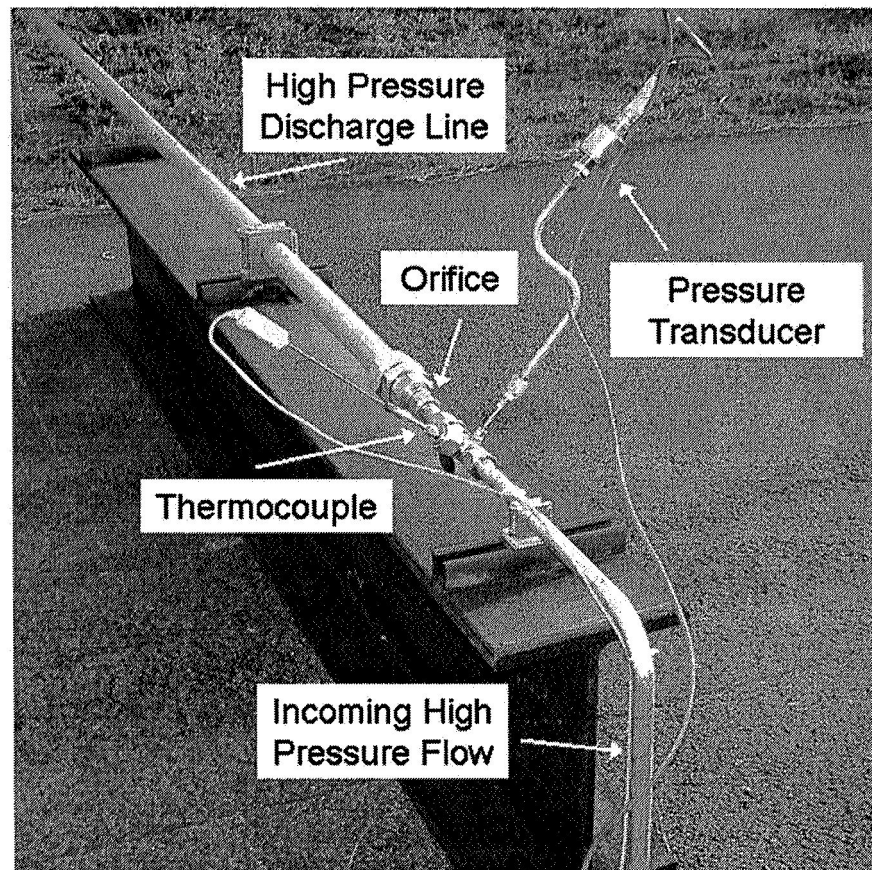 High Pressure
Discharge Line
Orifice
Pressure
Transducer
Thermocouple
Incoming High
Pressure Flow